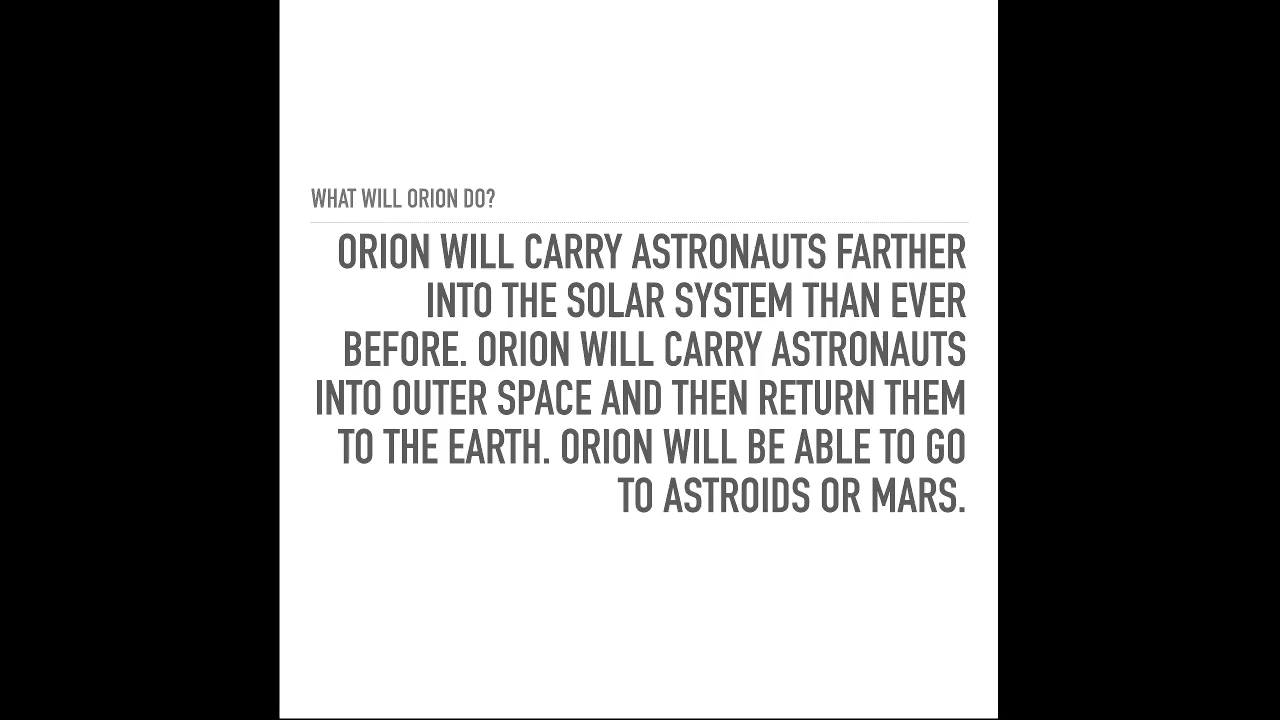 WHAT WILL ORION DO?
ORION WILL CARRY ASTRONAUTS FARTHER
INTO THE SOLAR SYSTEM THAN EVER
BEFORE. ORION WILL CARRY ASTRONAUTS
INTO OUTER SPACE AND THEN RETURN THEM
TO THE EARTH. ORION WILL BE ABLE TO GO
TO ASTROIDS OR MARS.